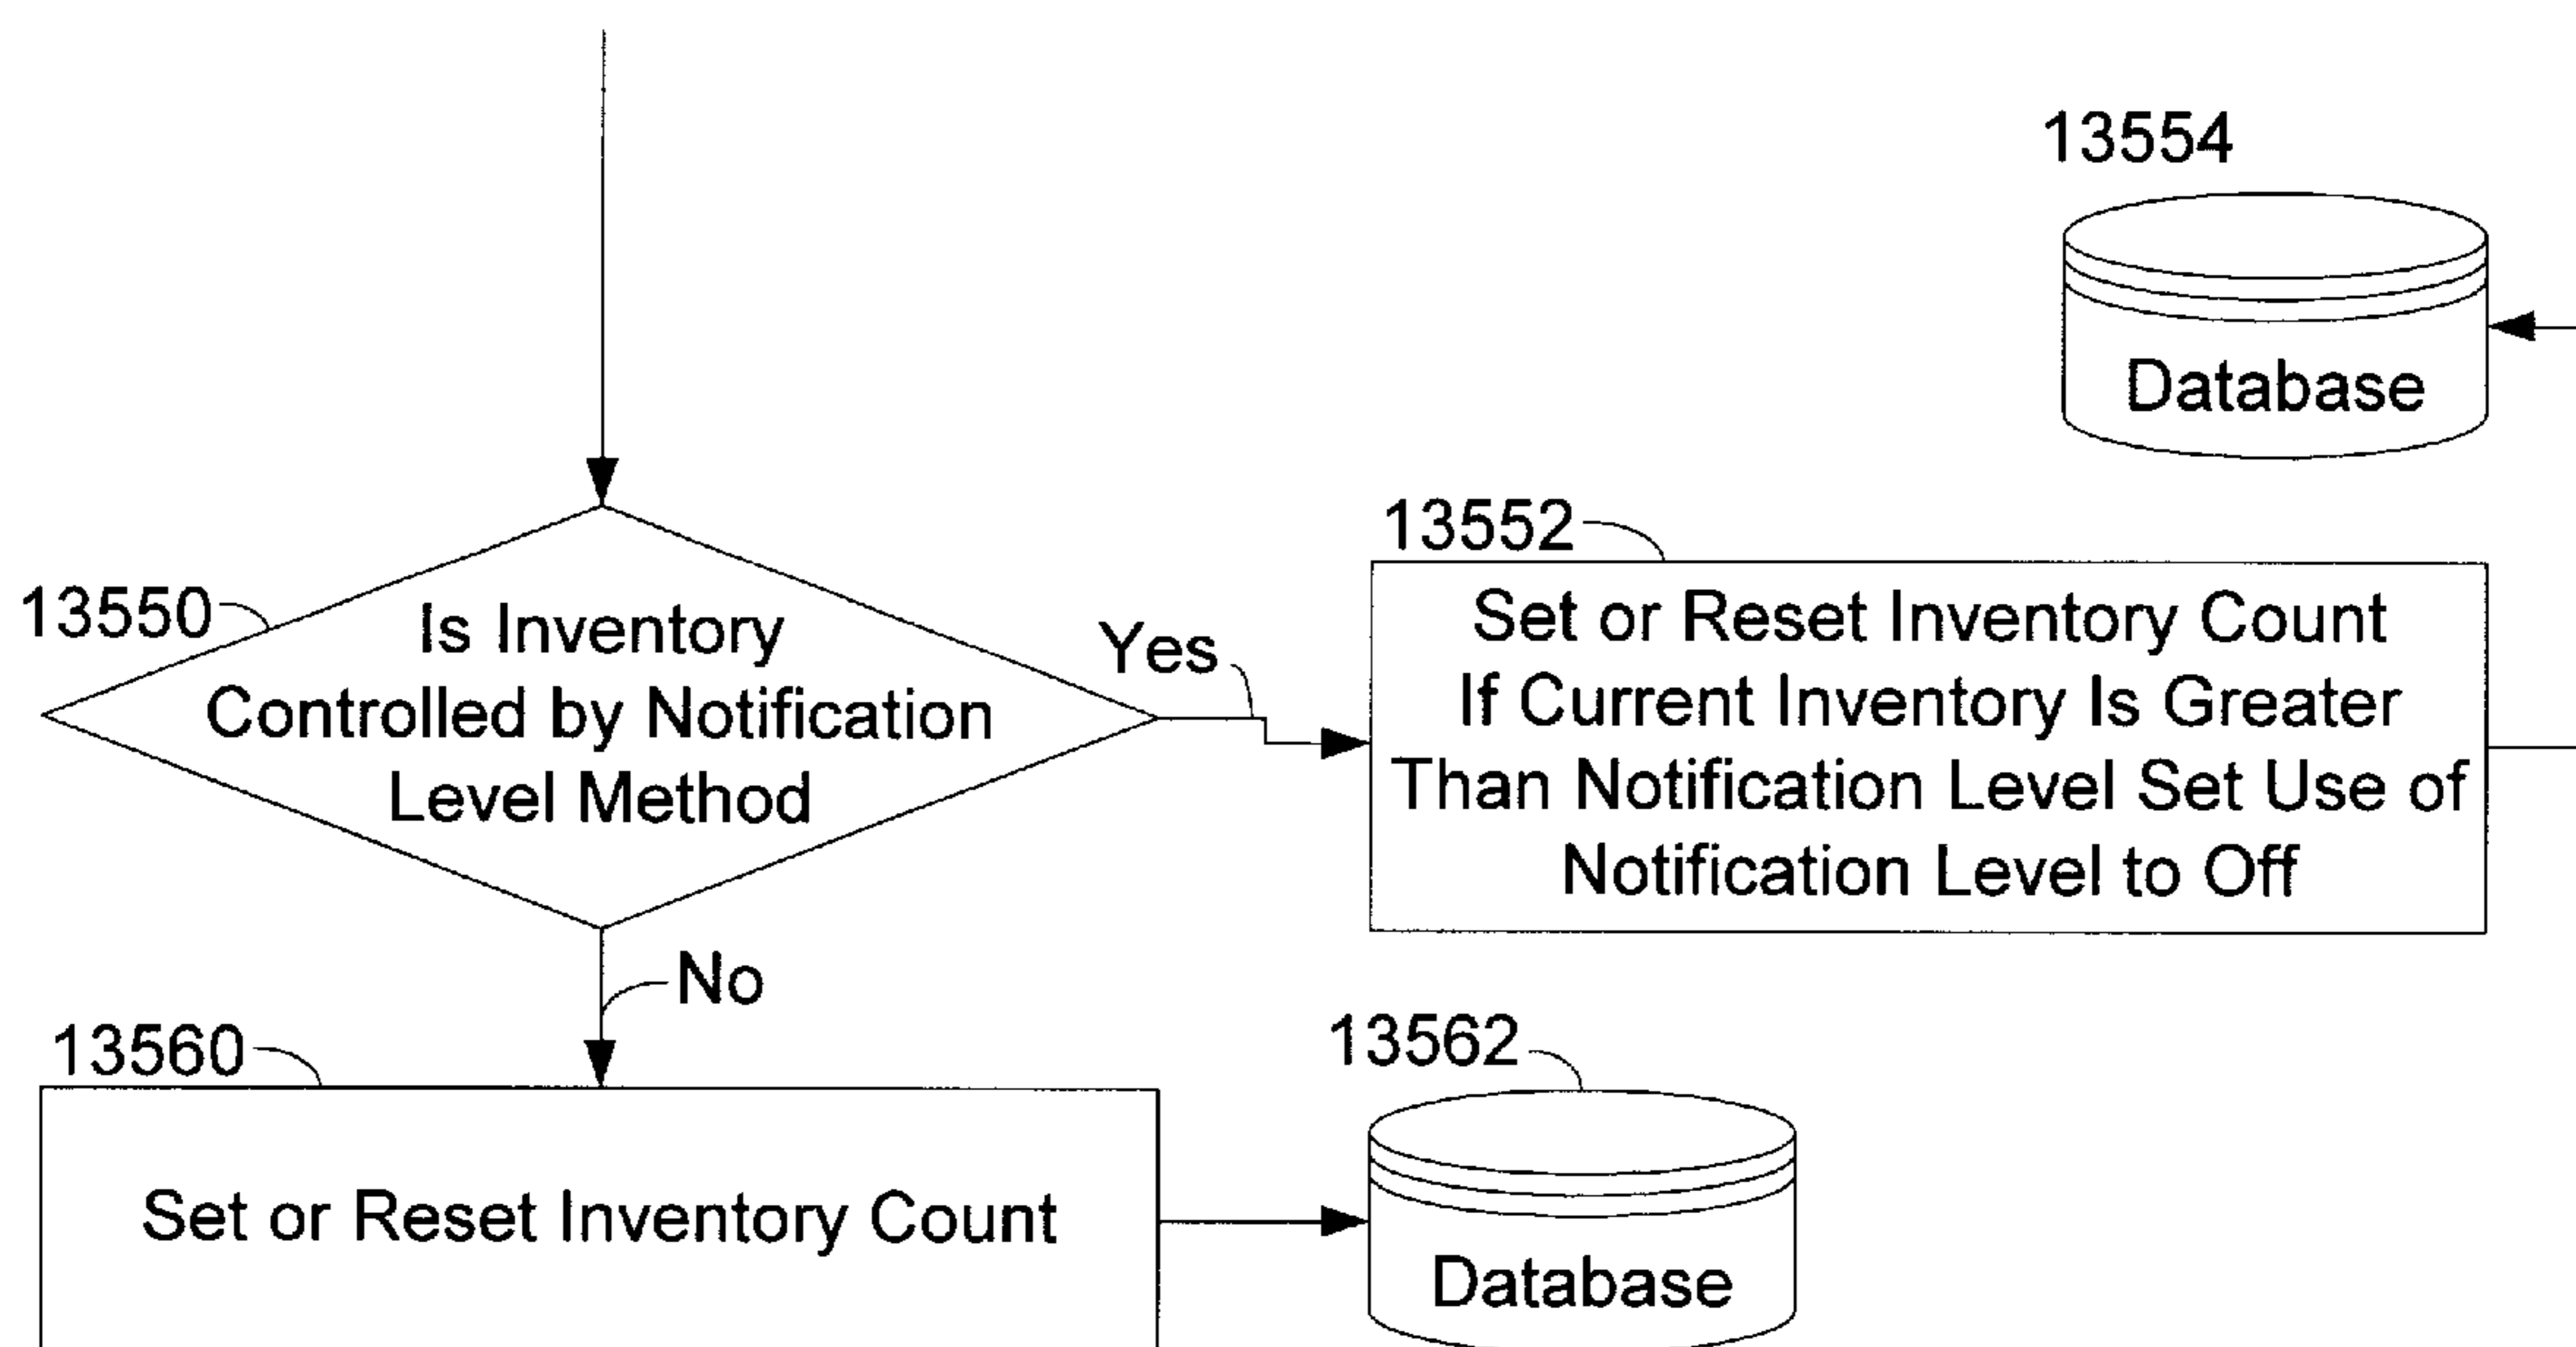 13554
Database
13552
Set or Reset Inventory Count
If Current Inventory Is Greater
Than Notification Level Set Use of
Notification Level to Off
13550
Is Inventory
Controlled by Notification
Level Method
Yes
No
13560
Set or Reset Inventory Count
13562
Database